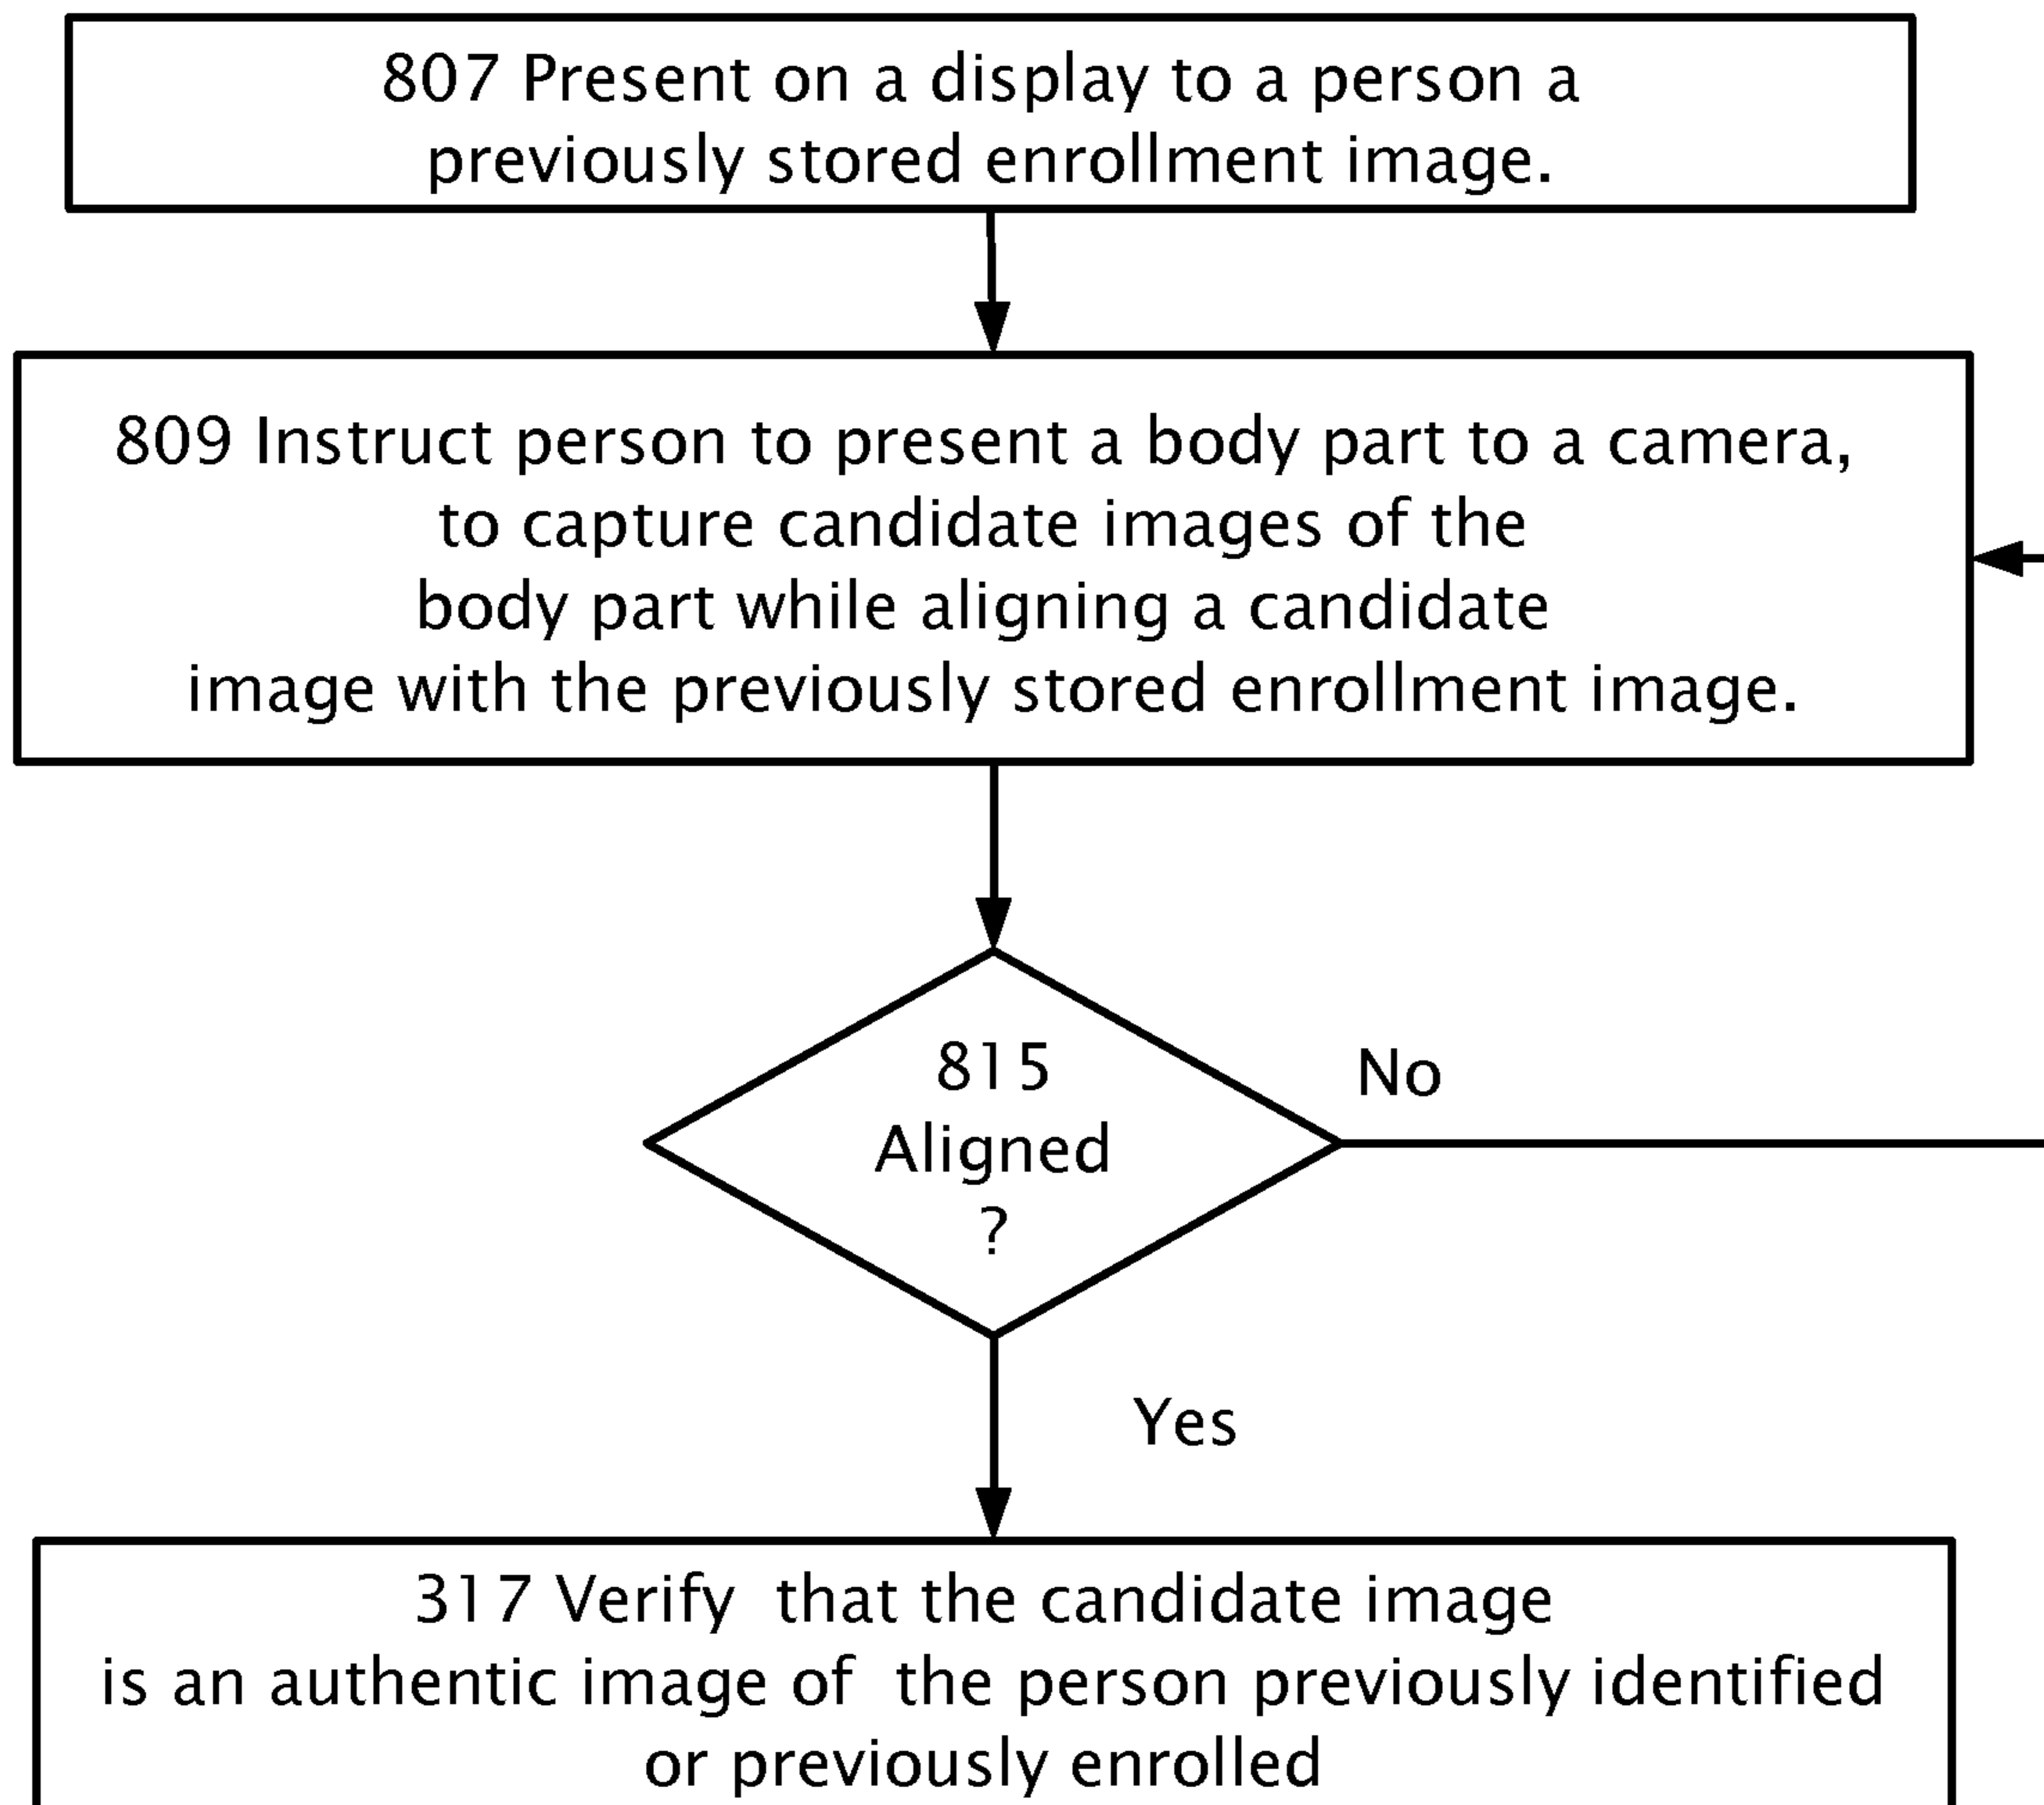 807 Present on a display to a person a
previously stored enrollment image.
809 Instruct person to present a body part to a camera,
to capture candidate images of the
body part while aligning a candidate
image with the previously stored enrollment image.
815
Aligned
?
No
Yes
317 Verify that the candidate image
is an authentic image of the person previously identified
or previously enrolled